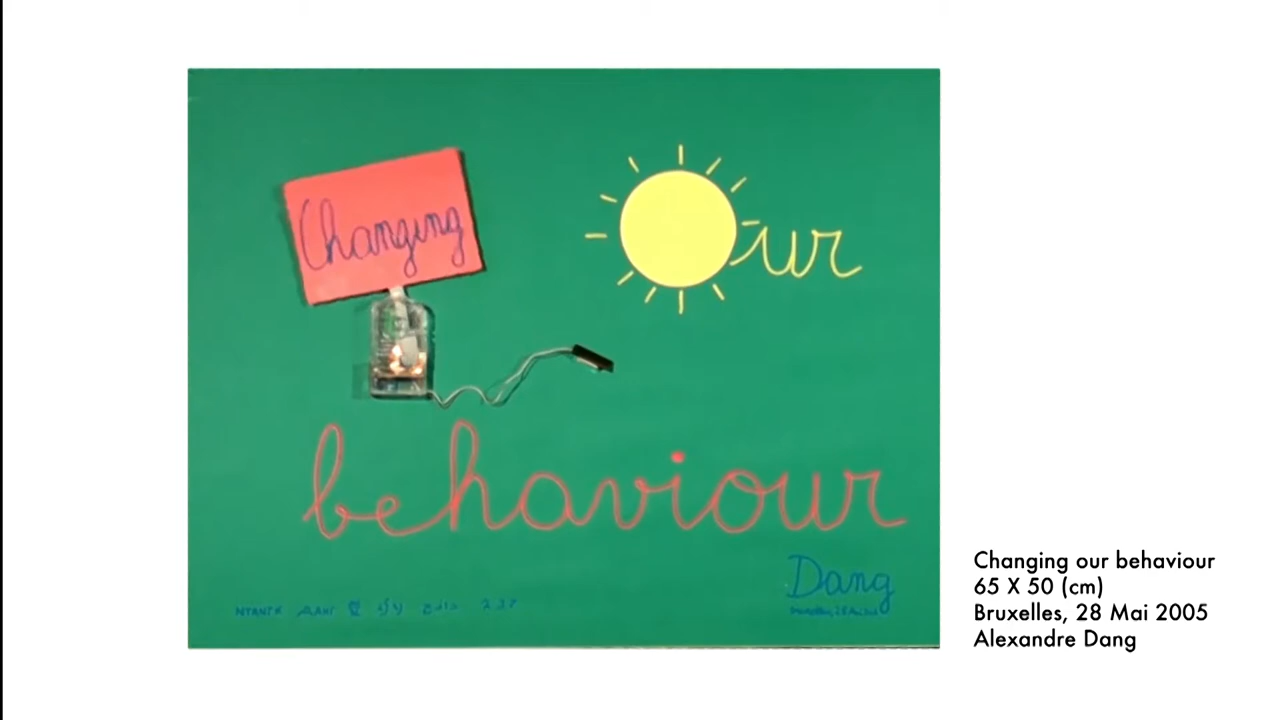 Changing
ur
behaviour
Dang
Changing our behaviour
65 X 50 (cm)
Bruxelles, 28 Mai 2005
Alexandre Dang